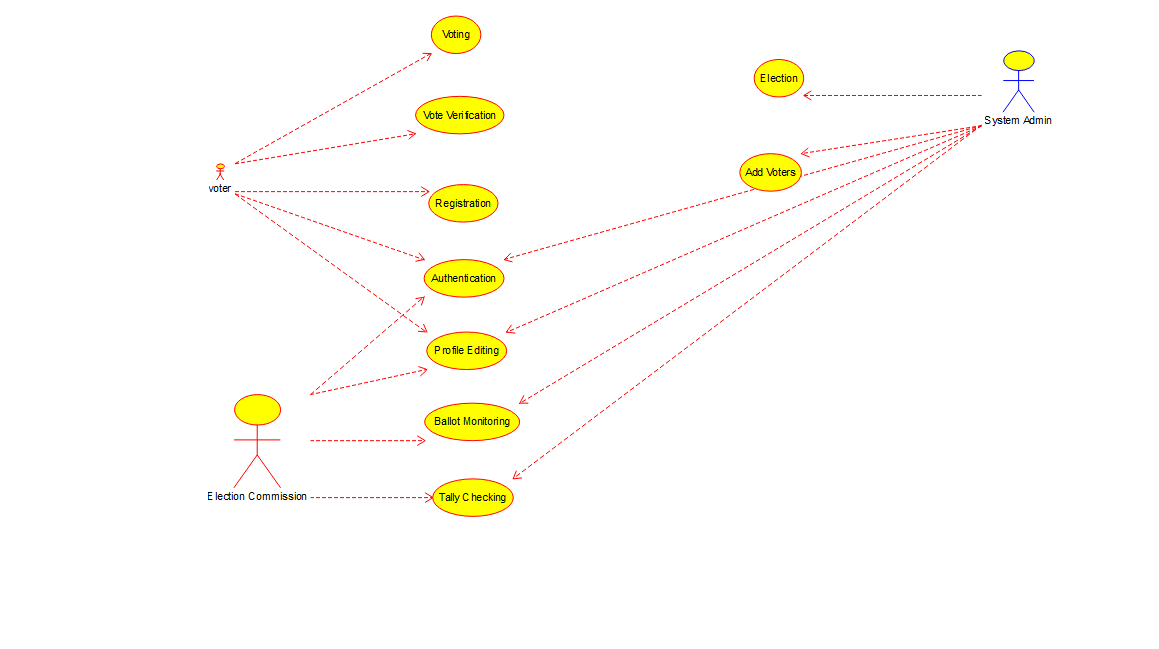 Voting
Election
System Admin
Vote Verification
Add Voters
voter
Registration
Authentication
Profile Editing
Ballot Monitoring
Election Commission
Tally Checking